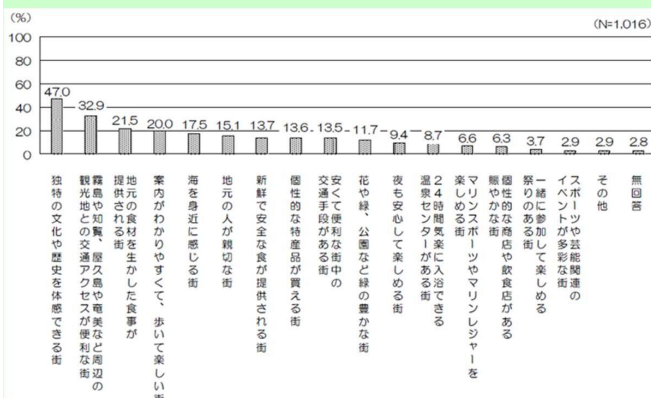 (%)
(N=1,016)
100
80
60
40
20
0
47.0
32.9
21.5
20.0
17.5
15.1
13.7
13.6
13.5
11.7
9.4
8.7
6.6
6.3
3.7
2.9
2.9
2.8
独特の文化や歴史を体感できる街
霧島や知覧、屋久島や奄美など周辺の
観光地との交通アクセスが便利な街
地元の食材を生かした食事が
提供される街
案内がわかりやすくて、歩いて楽しい街
海を身近に感じる街
地元の人が親切な街
新鮮で安全な食が提供される街
個性的な特産品が買える街
安くて便利な街中の
交通手段がある街
花や緑、公園など緑の豊かな街
夜も安心して楽しめる街
24時間気楽に入浴できる
温泉センターがある街
マリンスポーツやマリンレジャーを
楽しめる街
個性的な商店や飲食店がある
賑やかな街
一緒に参加して楽しめる
祭りのある街
スポーツや芸能関連の
イベントが多彩な街
その他
無回答